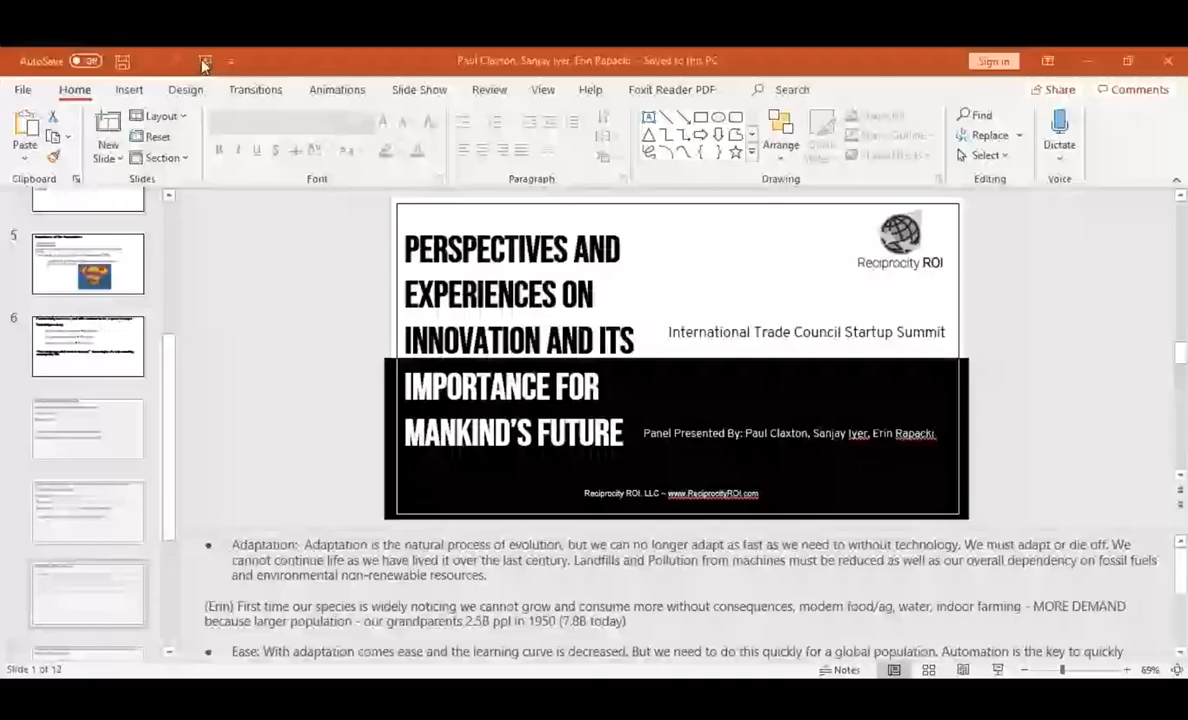 AutoSave Off Paul Claxton, Sanjay Iyer, Erin Rapacki - Saved to this PC Sign in
File Home Insert Design Transitions Animations Slide Show Review View Help Foxit Reader PDF Search Share Comments
Paste New Slide Layout Reset Section Arrange Find Replace Select Dictate
Clipboard Slides Font Paragraph Drawing Editing Voice
5
6
PERSPECTIVES AND
EXPERIENCES ON
INNOVATION AND ITS
IMPORTANCE FOR
MANKIND'S FUTURE
Reciprocity ROI
International Trade Council Startup Summit
Panel Presented By: Paul Claxton, Sanjay Iyer, Erin Rapacki
Reciprocity ROI, LLC – www.ReciprocityROI.com
• Adaptation:- Adaptation is the natural process of evolution, but we can no longer adapt as fast as we need to without technology. We must adapt or die off. We
cannot continue life as we have lived it over the last century. Landfills and Pollution from machines must be reduced as well as our overall dependency on fossil fuels
and environmental non-renewable resources.
(Erin) First time our species is widely noticing we cannot grow and consume more without consequences, modern food/ag, water, indoor farming - MORE DEMAND
because larger population - our grandparents 2.5B ppl in 1950 (7.8B today)
• Ease: With adaptation comes ease and the learning curve is decreased. But we need to do this quickly for a global population. Automation is the key to quickly
Slide 1 of 12 Notes 69%